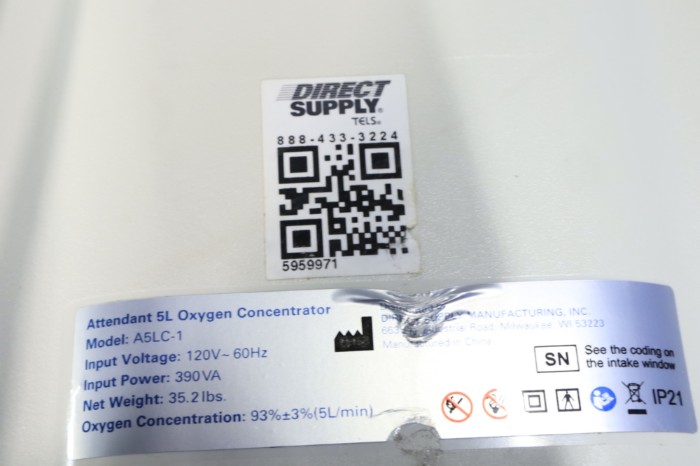 DIRECT
SUPPLY®
TELS®
888-433-3224
5959971
Attendant 5L Oxygen Concentrator
Model: A5LC-1
Input Voltage: 120V~60Hz
Input Power: 390VA
Net Weight: 35.2lbs.
Oxygen Concentration: 93%±3%(5L/min)
SUPPLY MANUFACTURING, INC.
Road, Milwaukee, WI 53223
Manufactured in China
SN
See the coding on
the intake window
IP21